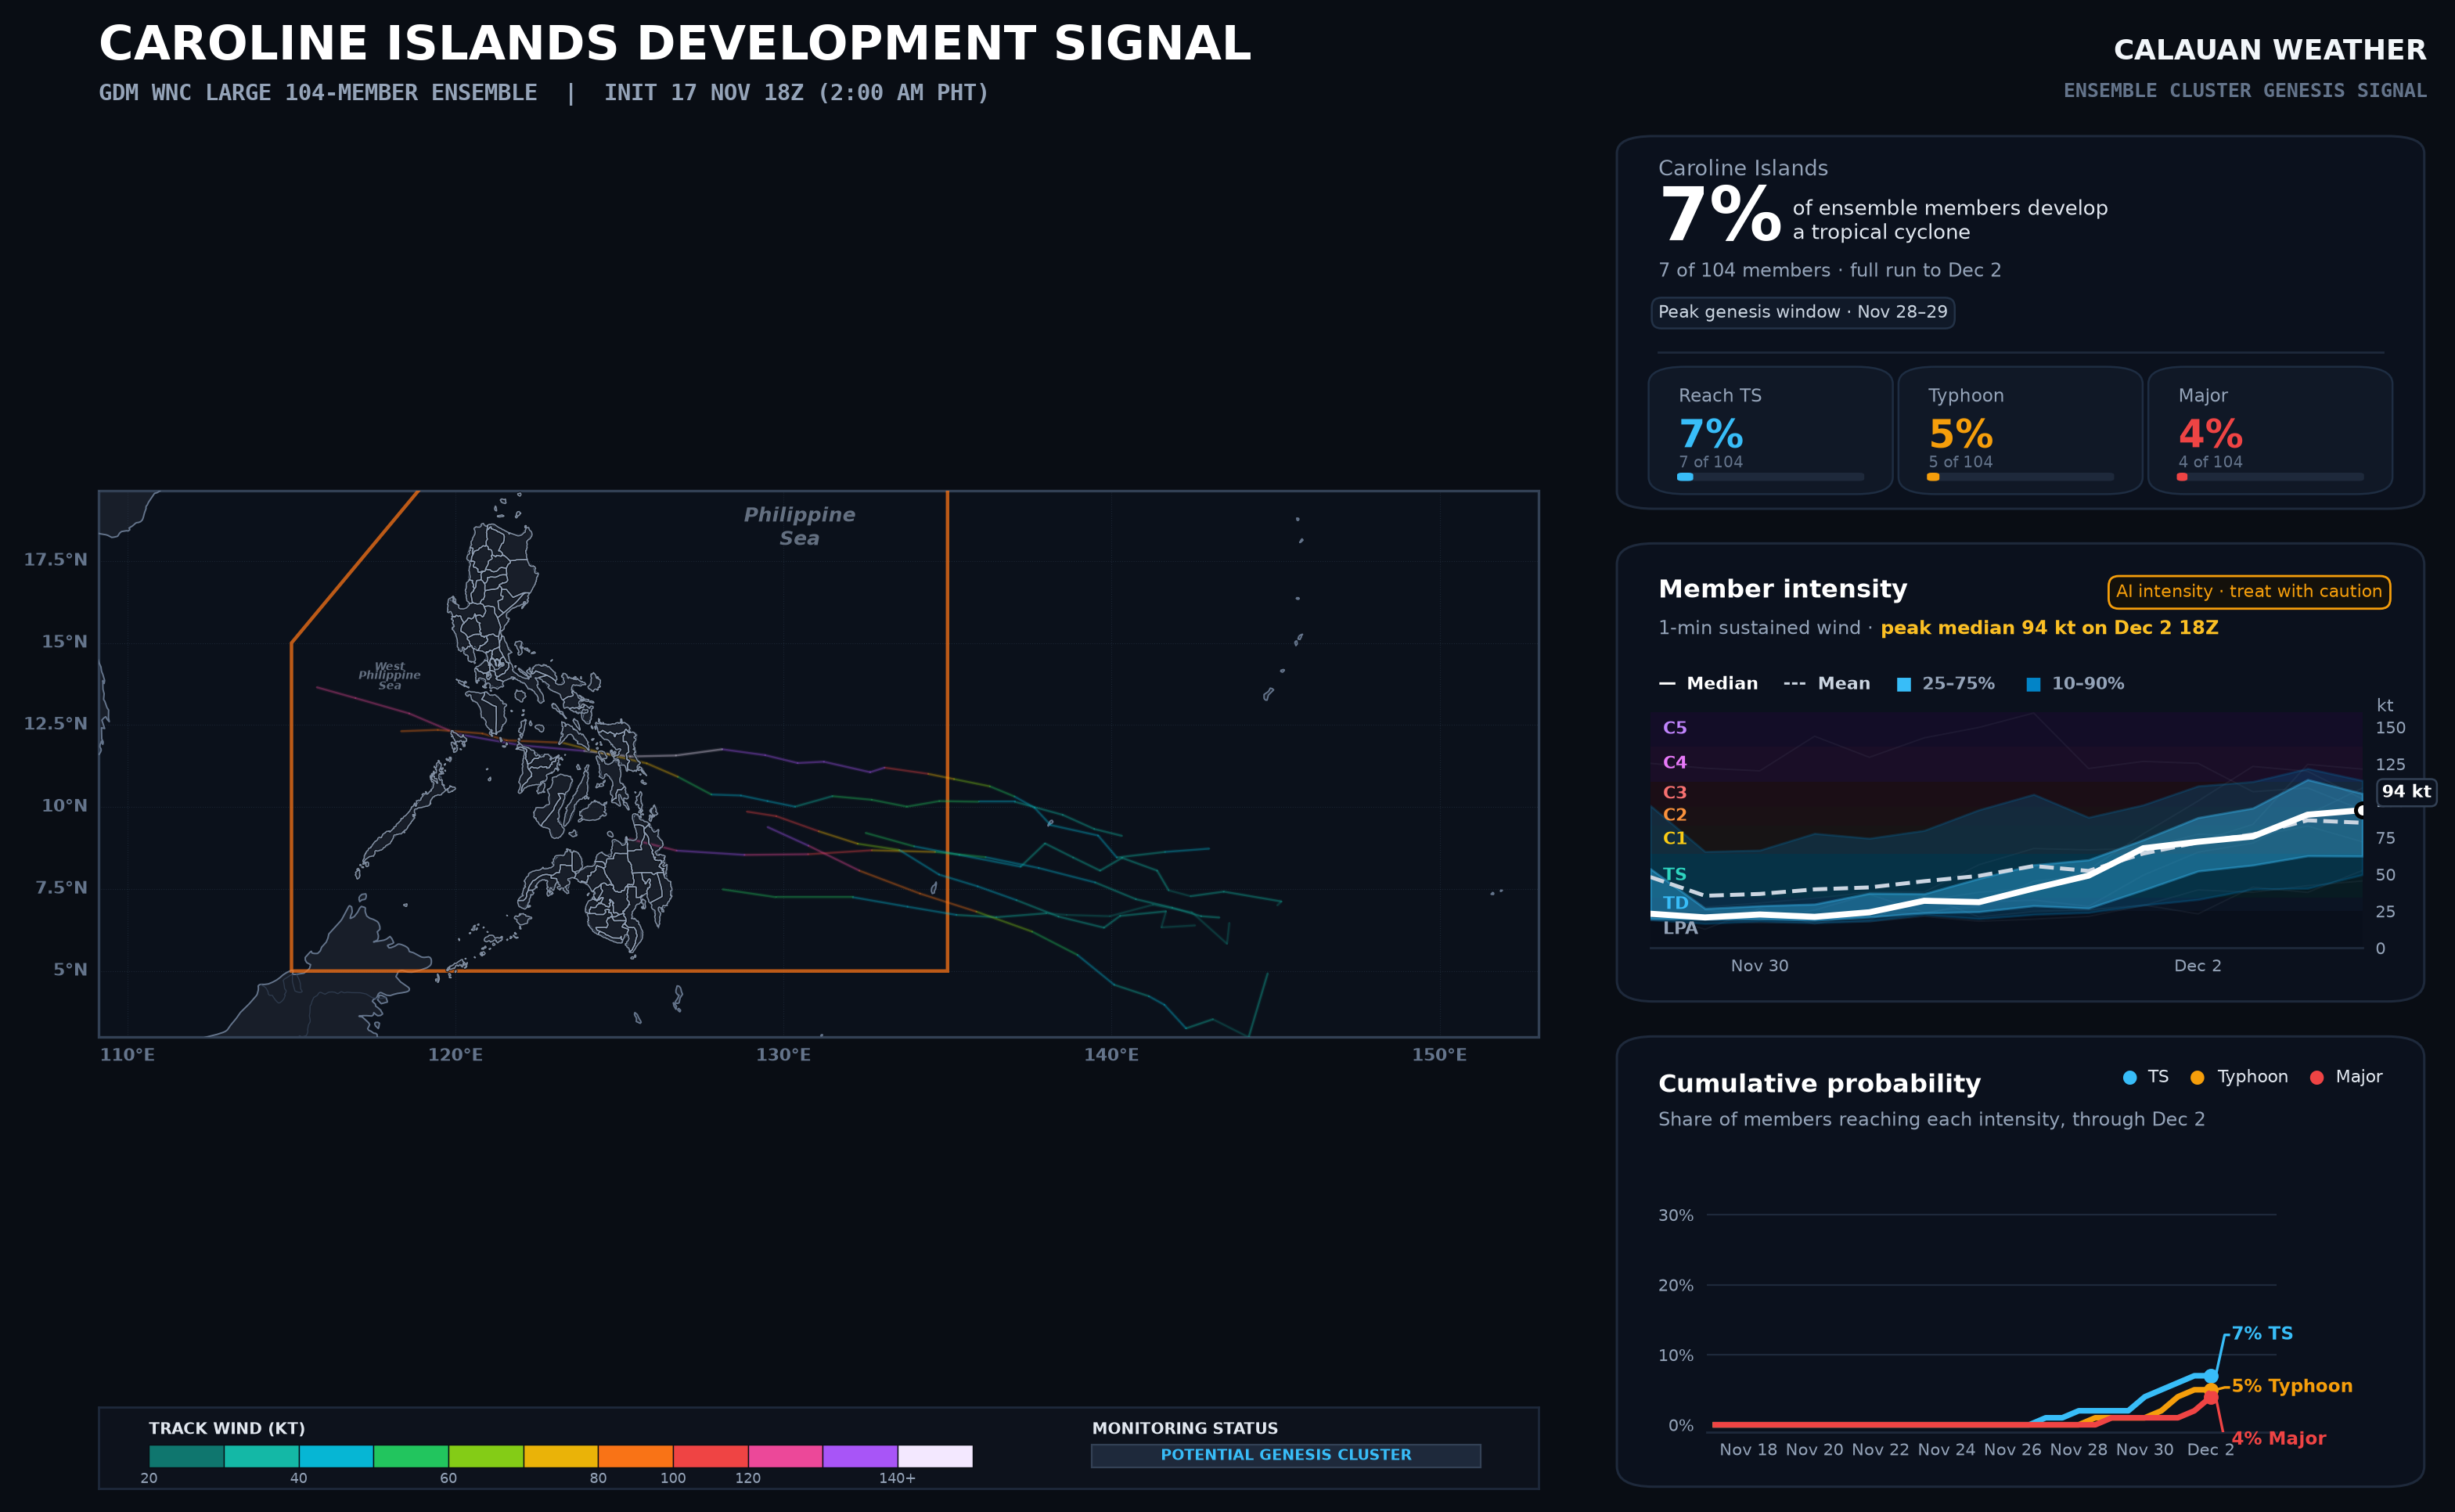 CAROLINE ISLANDS DEVELOPMENT SIGNAL
GDM WNC LARGE 104-MEMBER ENSEMBLE | INIT 17 NOV 18Z (2:00 AM PHT)
CALAUAN WEATHER
ENSEMBLE CLUSTER GENESIS SIGNAL
Caroline Islands
7% of ensemble members develop
a tropical cyclone
7 of 104 members · full run to Dec 2
Peak genesis window · Nov 28–29
Reach TS
7%
7 of 104
Typhoon
5%
5 of 104
Major
4%
4 of 104
Philippine
Sea
West
Philippine
Sea
17.5°N
15°N
12.5°N
10°N
7.5°N
5°N
110°E 120°E 130°E 140°E 150°E
Member intensity
AI intensity · treat with caution
1-min sustained wind · peak median 94 kt on Dec 2 18Z
Median Mean 25–75% 10–90%
kt
C5
C4
C3
C2
C1
TS
TD
LPA
150
125
94 kt
75
50
25
0
Nov 30 Dec 2
Cumulative probability
TS Typhoon Major
Share of members reaching each intensity, through Dec 2
30%
20%
10%
0%
7% TS
5% Typhoon
4% Major
Nov 18 Nov 20 Nov 22 Nov 24 Nov 26 Nov 28 Nov 30 Dec 2
TRACK WIND (KT)
20 40 60 80 100 120 140+
MONITORING STATUS
POTENTIAL GENESIS CLUSTER